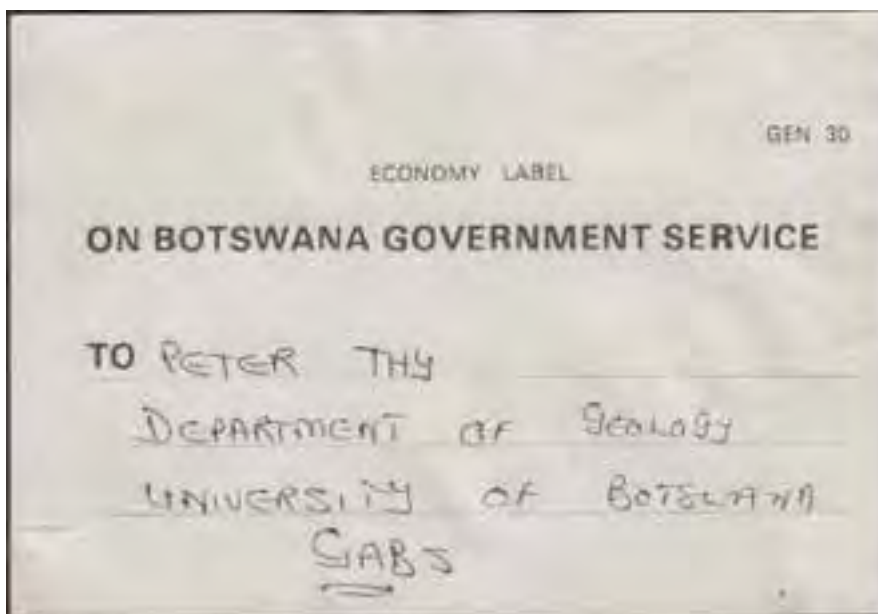 GEN 30
ECONOMY LABEL
ON BOTSWANA GOVERNMENT SERVICE
TO PETER THY
DEPARTMENT OF GEOLOGY
UNIVERSITY OF BOTSWANA
GABS